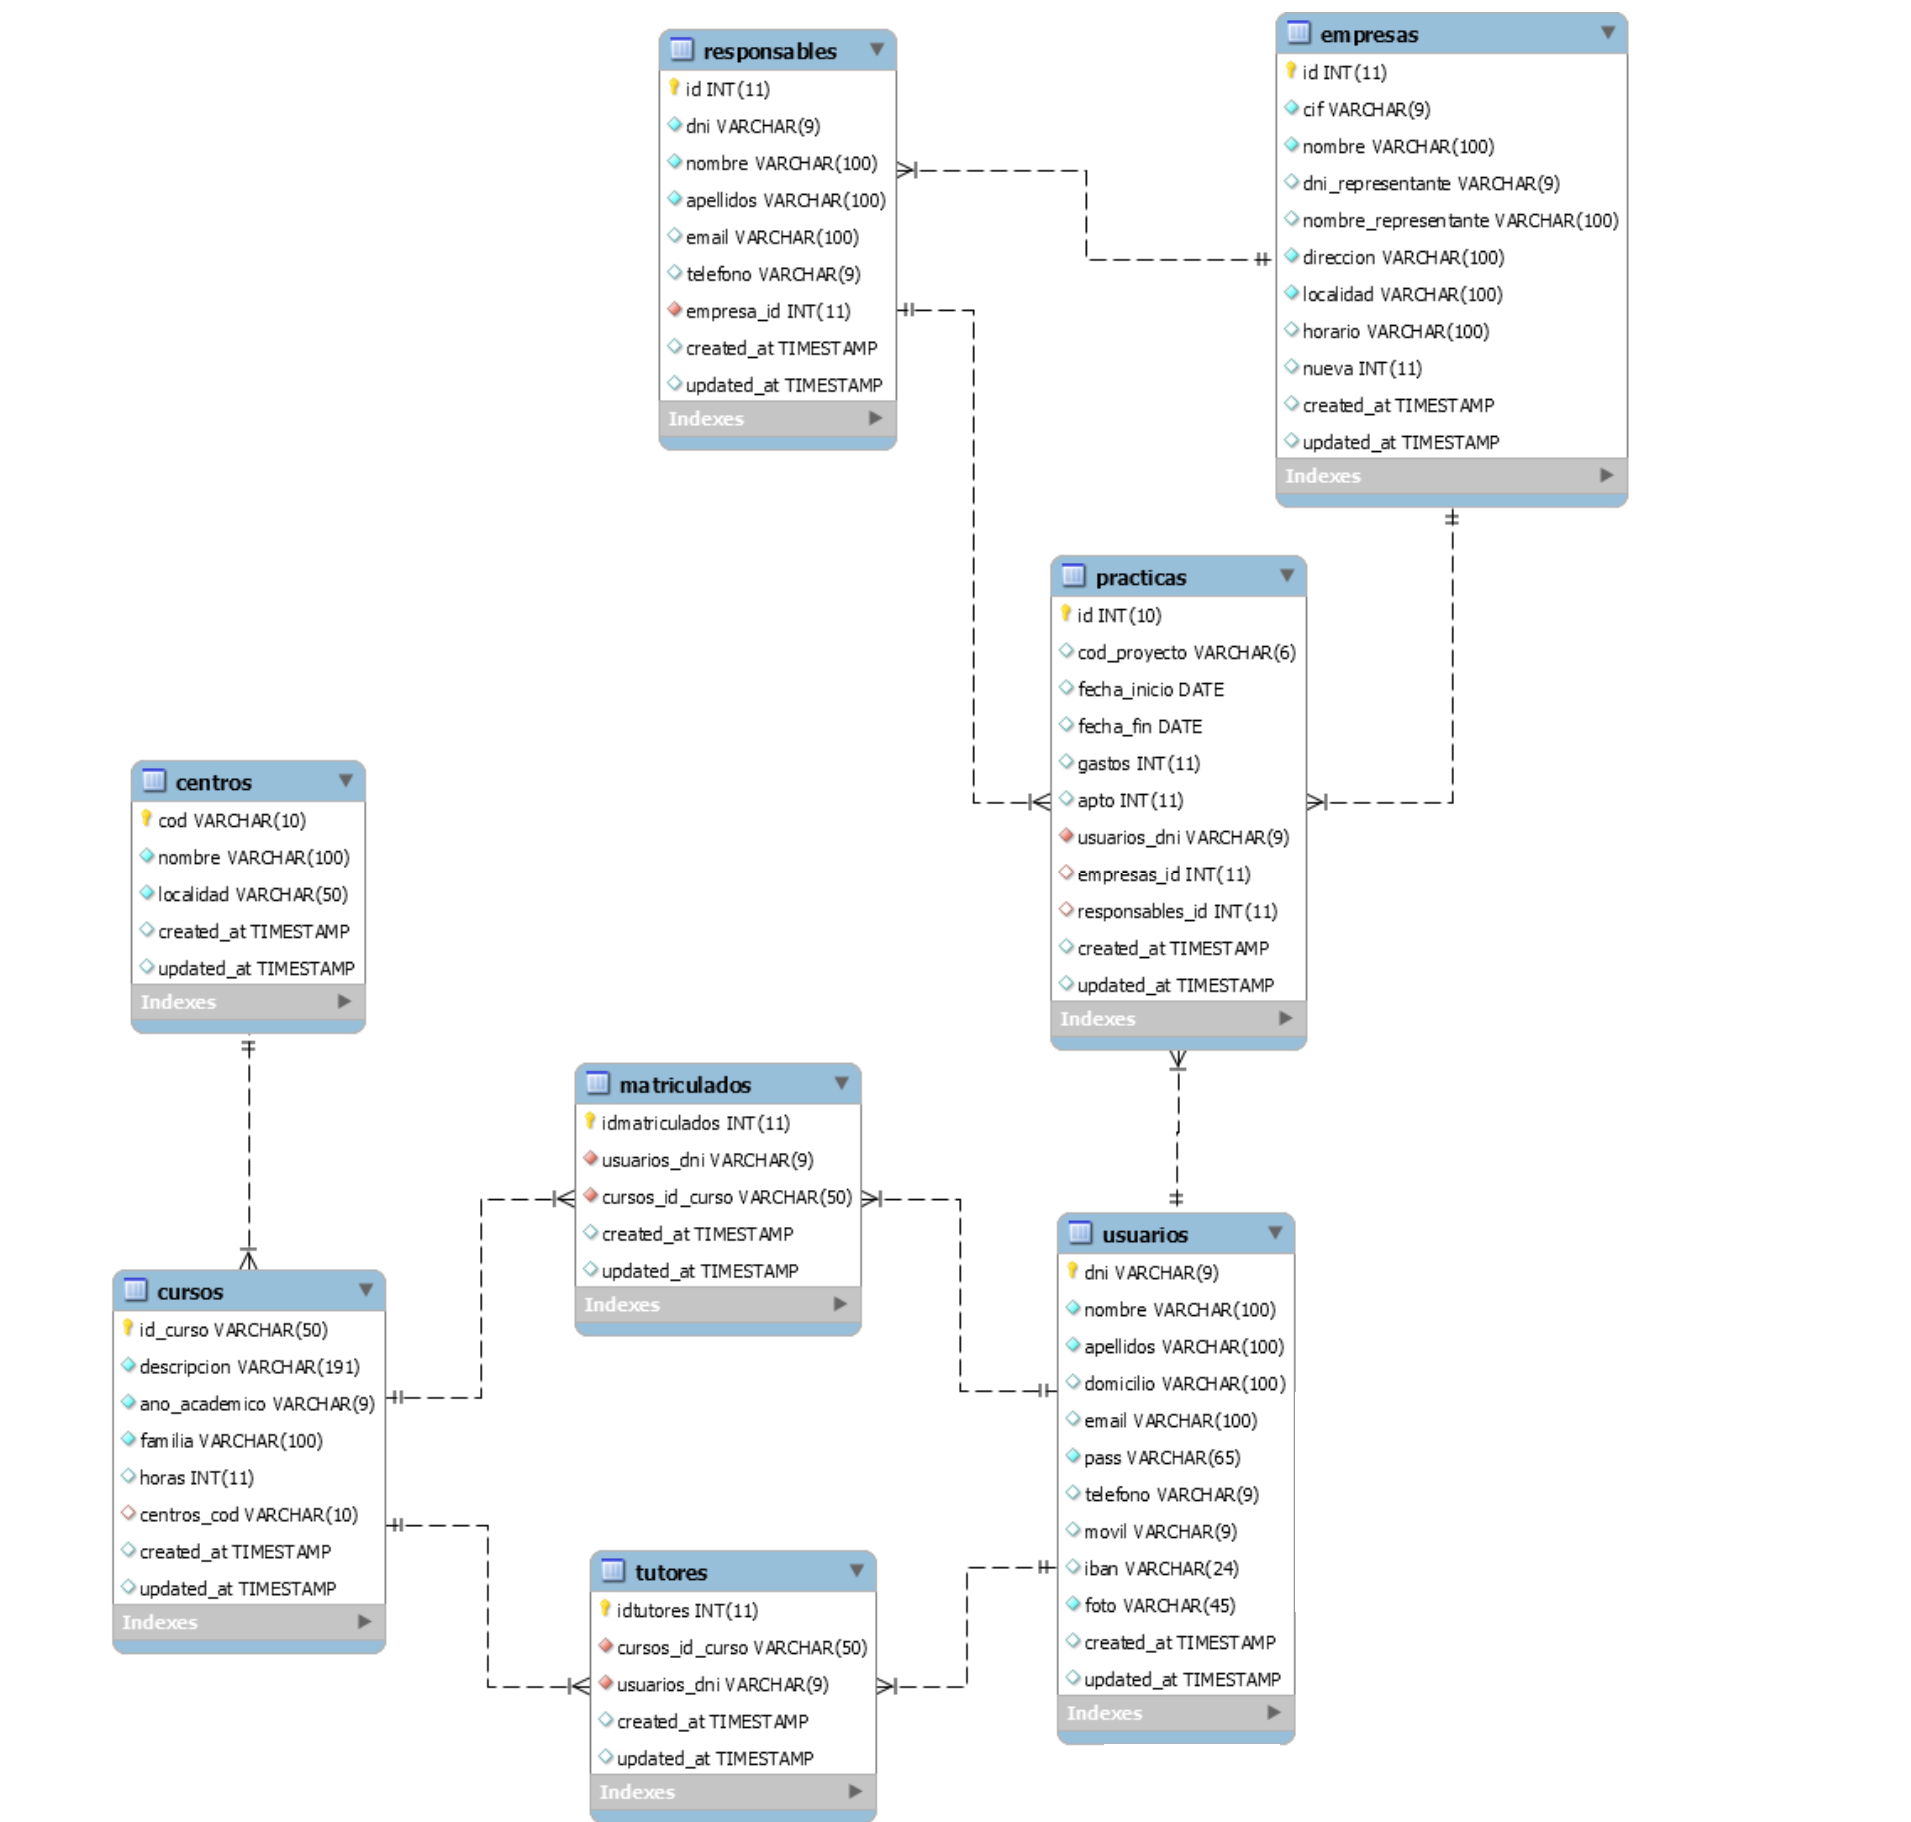 responsables
id INT(11)
dni VARCHAR(9)
nombre VARCHAR(100)
apellidos VARCHAR(100)
email VARCHAR(100)
telefono VARCHAR(9)
empresa_id INT(11)
created_at TIMESTAMP
updated_at TIMESTAMP
Indexes
empresas
id INT(11)
cif VARCHAR(9)
nombre VARCHAR(100)
dni_representante VARCHAR(9)
nombre_representante VARCHAR(100)
direccion VARCHAR(100)
localidad VARCHAR(100)
horario VARCHAR(100)
nueva INT(11)
created_at TIMESTAMP
updated_at TIMESTAMP
Indexes
practicas
id INT(10)
cod_proyecto VARCHAR(6)
fecha_inicio DATE
fecha_fin DATE
gastos INT(11)
apto INT(11)
usuarios_dni VARCHAR(9)
empresas_id INT(11)
responsables_id INT(11)
created_at TIMESTAMP
updated_at TIMESTAMP
Indexes
centros
cod VARCHAR(10)
nombre VARCHAR(100)
localidad VARCHAR(50)
created_at TIMESTAMP
updated_at TIMESTAMP
Indexes
matriculados
idmatriculados INT(11)
usuarios_dni VARCHAR(9)
cursos_id_curso VARCHAR(50)
created_at TIMESTAMP
updated_at TIMESTAMP
Indexes
usuarios
dni VARCHAR(9)
nombre VARCHAR(100)
apellidos VARCHAR(100)
domicilio VARCHAR(100)
email VARCHAR(100)
pass VARCHAR(65)
telefono VARCHAR(9)
movil VARCHAR(9)
iban VARCHAR(24)
foto VARCHAR(45)
created_at TIMESTAMP
updated_at TIMESTAMP
Indexes
cursos
id_curso VARCHAR(50)
descripcion VARCHAR(191)
ano_academico VARCHAR(9)
familia VARCHAR(100)
horas INT(11)
centros_cod VARCHAR(10)
created_at TIMESTAMP
updated_at TIMESTAMP
Indexes
tutores
idtutores INT(11)
cursos_id_curso VARCHAR(50)
usuarios_dni VARCHAR(9)
created_at TIMESTAMP
updated_at TIMESTAMP
Indexes